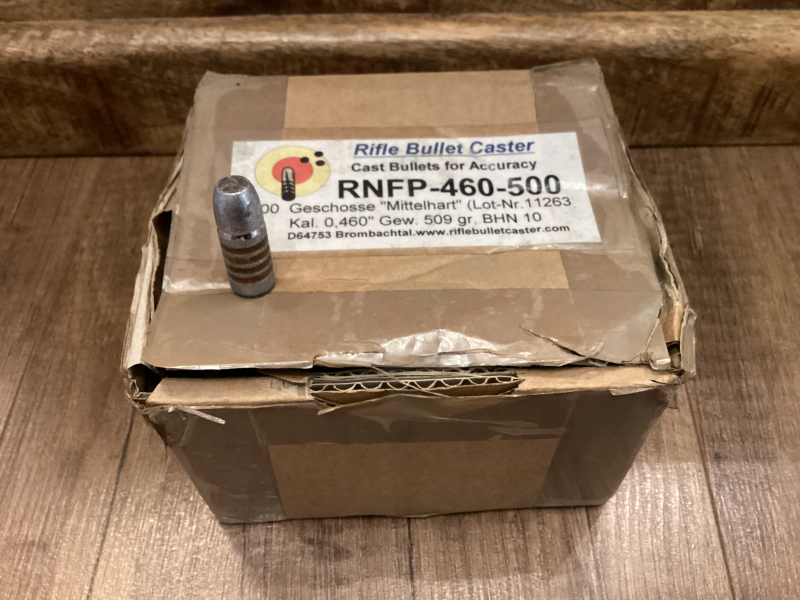 Rifle Bullet Caster
Cast Bullets for Accuracy
RNFP-460-500
00 Geschosse "Mittelhart" (Lot-Nr.11263
Kal. 0,460" Gew. 509 gr. BHN 10
D64753 Brombachtal.www.riflebulletcaster.com